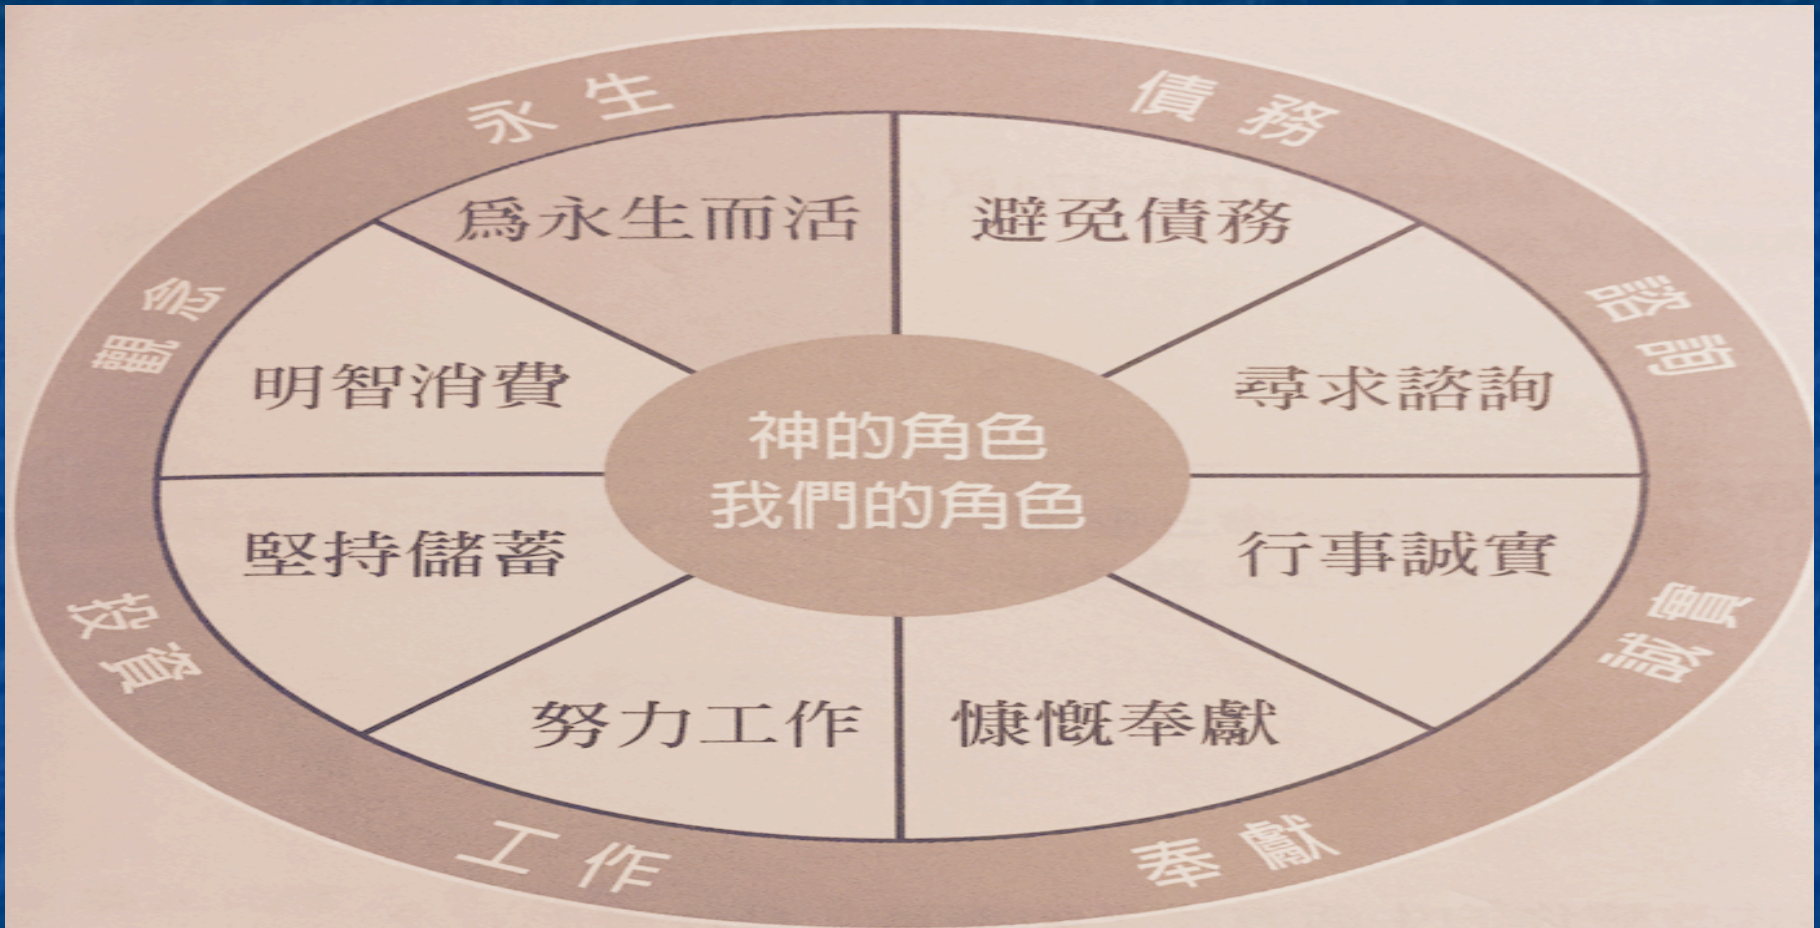 永生
債務
諮詢
誠實
奉獻
工作
投資
觀念
為永生而活
避免債務
尋求諮詢
行事誠實
慷慨奉獻
努力工作
堅持儲蓄
明智消費
神的角色
我們的角色